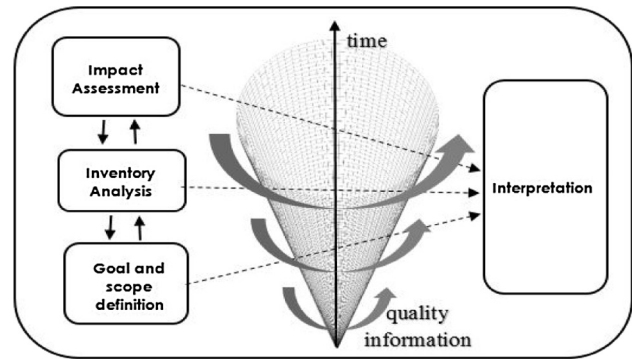 time
Impact
Assessment
Inventory
Analysis
Interpretation
Goal and
scope
definition
quality
information